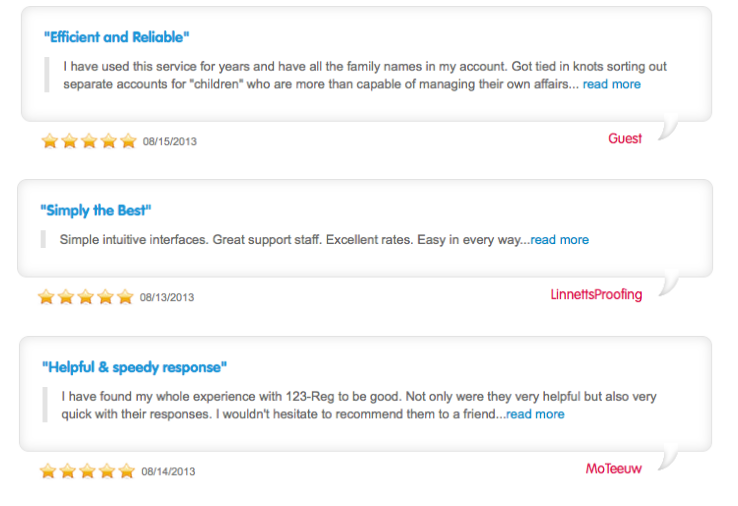 "Efficient and Reliable"
I have used this service for years and have all the family names in my account. Got tied in knots sorting out
separate accounts for "children" who are more than capable of managing their own affairs... read more
08/15/2013
Guest
"Simply the Best"
Simple intuitive interfaces. Great support staff. Excellent rates. Easy in every way...read more
08/13/2013
LinnettsProofing
"Helpful & speedy response"
I have found my whole experience with 123-Reg to be good. Not only were they very helpful but also very
quick with their responses. I wouldn't hesitate to recommend them to a friend...read more
08/14/2013
MoTeeuw